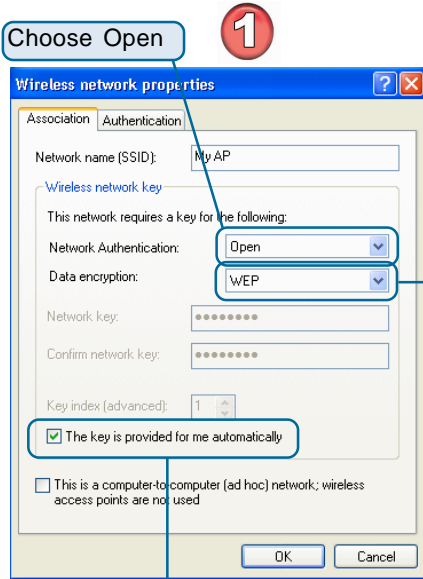 Choose Open
1
Wireless network properties
Association Authentication
Network name (SSID): My AP
Wireless network key
This network requires a key for the following:
Network Authentication: Open
Data encryption: WEP
Network key: ••••••••
Confirm network key: ••••••••
Key index (advanced): 1
The key is provided for me automatically
This is a computer-to-computer (ad hoc) network; wireless
access points are not used
OK Cancel